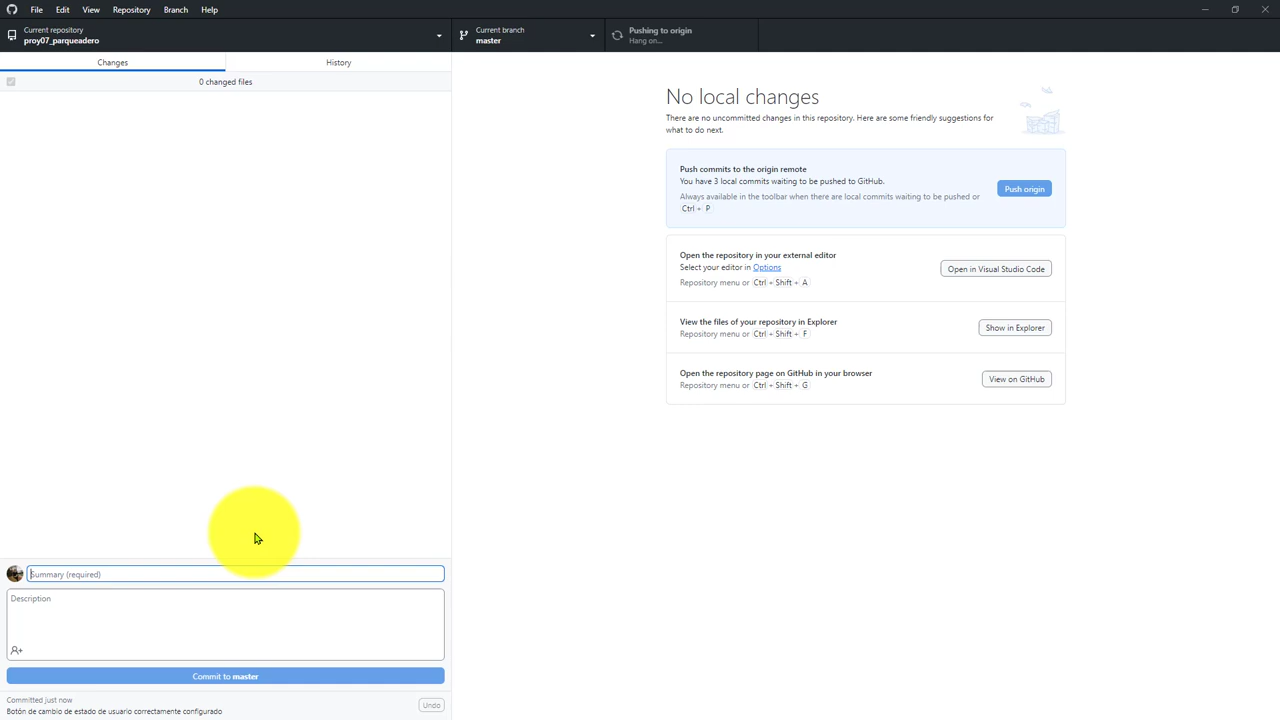 File Edit View Repository Branch Help
Current repository
proy07_parqueadero
Current branch
master
Pushing to origin
Hang on...
Changes
History
0 changed files
No local changes
There are no uncommitted changes in this repository. Here are some friendly suggestions for
what to do next.
Push commits to the origin remote
You have 3 local commits waiting to be pushed to GitHub.
Always available in the toolbar when there are local commits waiting to be pushed or
Ctrl + P
Push origin
Open the repository in your external editor
Select your editor in Options
Repository menu or Ctrl + Shift + A
Open in Visual Studio Code
View the files of your repository in Explorer
Repository menu or Ctrl + Shift + F
Show in Explorer
Open the repository page on GitHub in your browser
Repository menu or Ctrl + Shift + G
View on GitHub
Summary (required)
Description
Commit to master
Committed just now
Botón de cambio de estado de usuario correctamente configurado
Undo